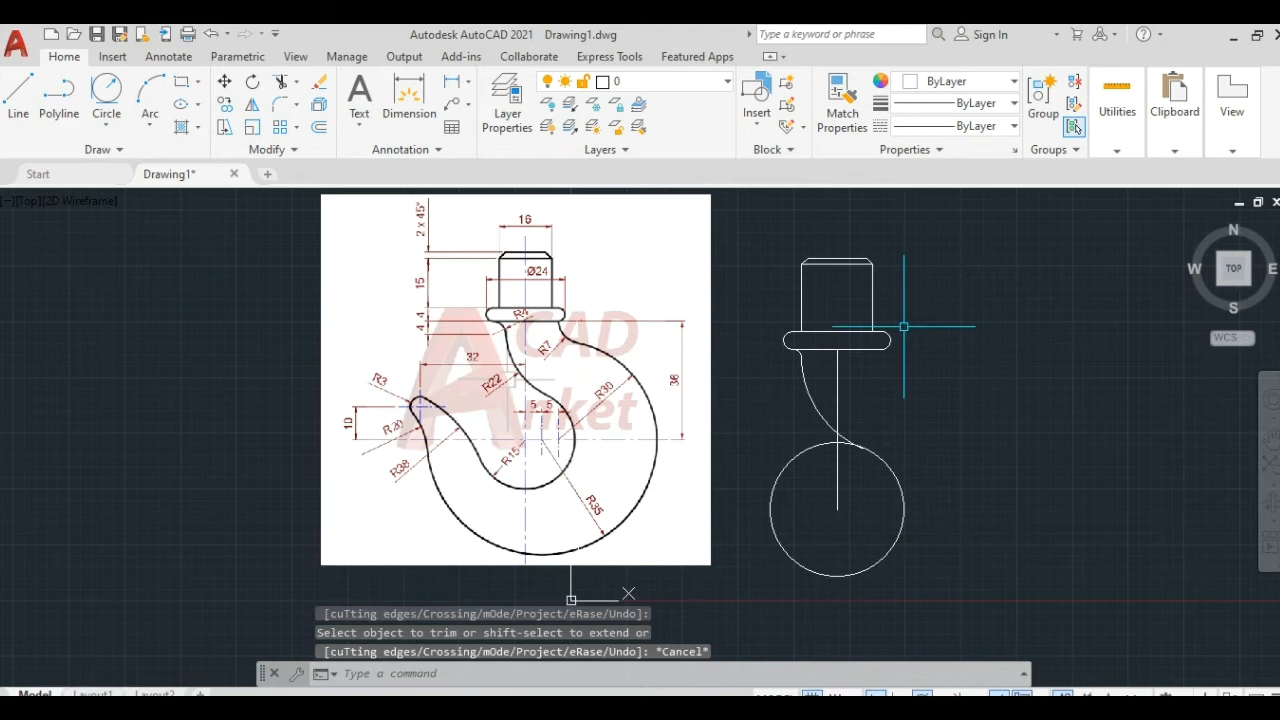 Autodesk AutoCAD 2021 Drawing1.dwg
Type a keyword or phrase
Sign In
Home Insert Annotate Parametric View Manage Output Add-ins Collaborate Express Tools Featured Apps
Line Polyline Circle Arc
Text Dimension
Layer Properties
0
Insert
Match Properties
ByLayer
ByLayer
ByLayer
Group
Utilities
Clipboard
View
Draw Modify Annotation Layers Block Properties Groups
Start Drawing1*
[−][Top][2D Wireframe]
N
W TOP E
S
WCS
2 x 45°
16
Ø24
15
4
4
R4
ACAD
R7
32
36
R22
R3
R30
5 5
Anket
10
R20
R38
R15
R35
X
[cuTting edges/Crossing/mOde/Project/eRase/Undo]:
Select object to trim or shift-select to extend or
[cuTting edges/Crossing/mOde/Project/eRase/Undo]: *Cancel*
Type a command
Model Layout1 Layout2